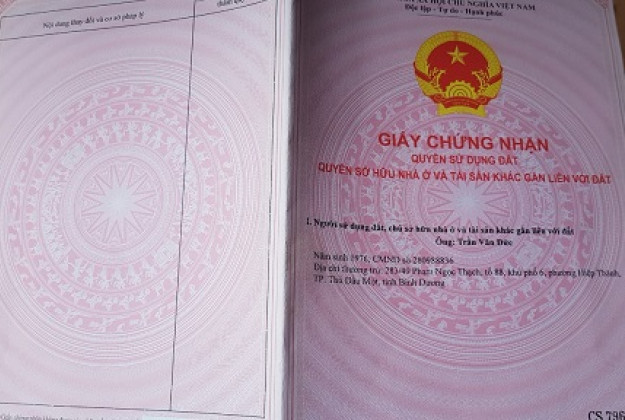 Nội dung thay đổi và cơ sở pháp lý
HỘI CHỦ NGHĨA VIỆT NAM
Độc lập - Tự do - Hạnh phúc
GIẤY CHỨNG NHẬN
QUYỀN SỬ DỤNG ĐẤT
QUYỀN SỞ HỮU NHÀ Ở VÀ TÀI SẢN KHÁC GẮN LIỀN VỚI ĐẤT
I. Người sử dụng đất, chủ sở hữu nhà ở và tài sản khác gắn liền với đất
Ông: Trần Văn Đức
Năm sinh 1976, CMND số
Địa chỉ thường trú: 283/40 Phạm Ngọc Thạch, tổ 88, khu phố 6, phường Hiệp Thành,
TP. Thủ Dầu Một, tỉnh Bình Dương
CS 796